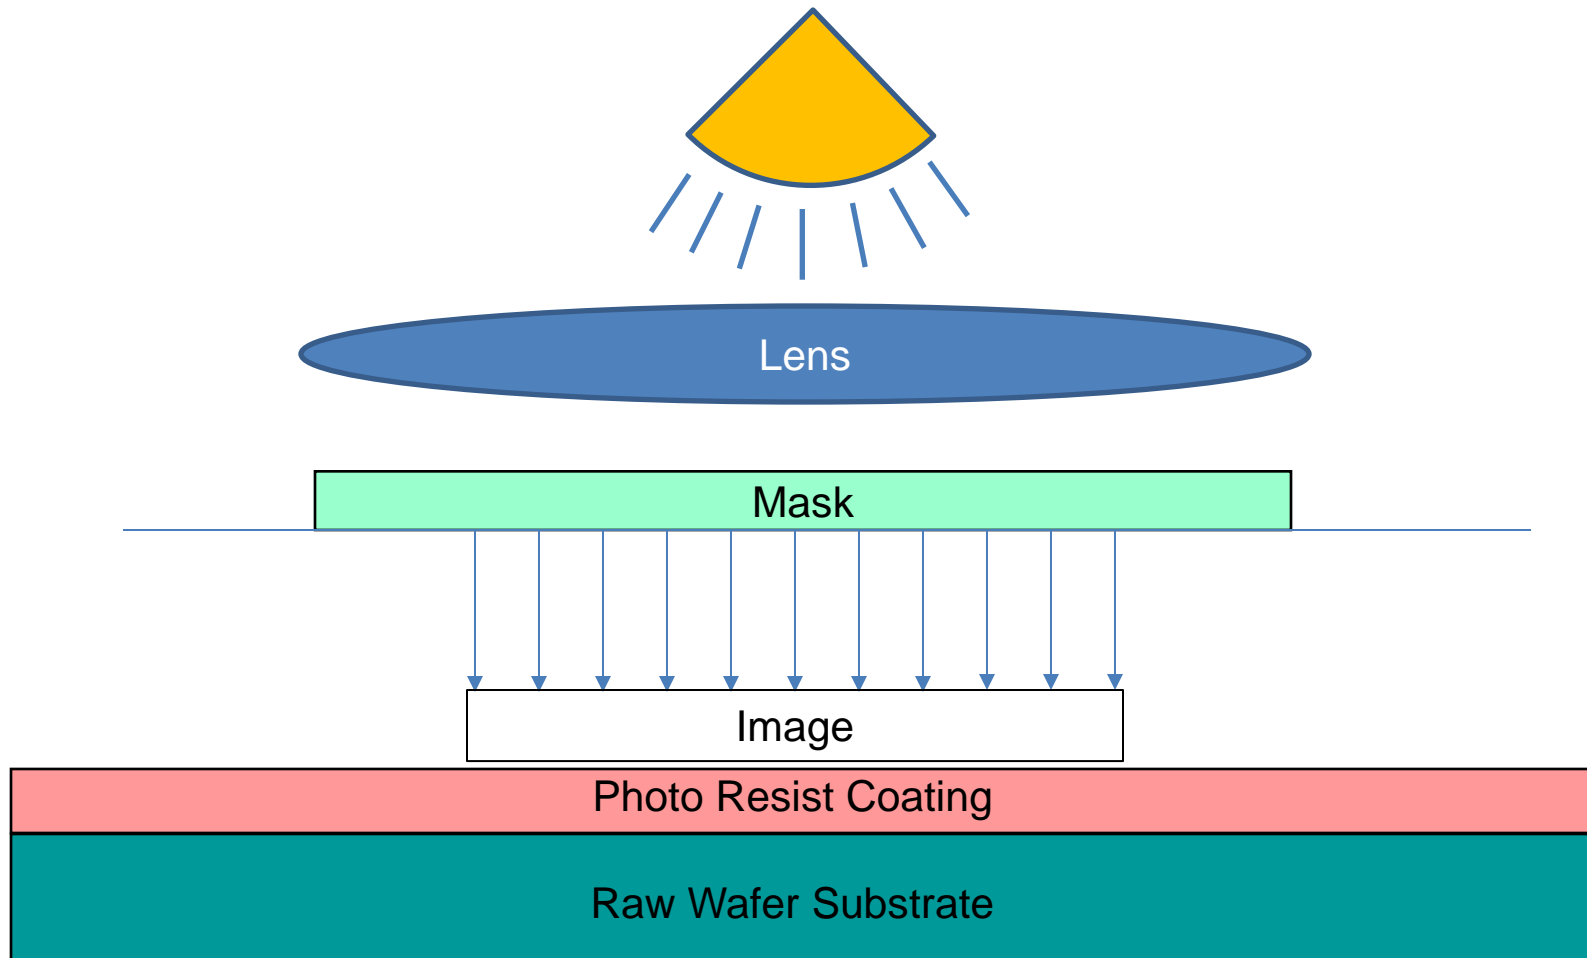 Lens
Mask
Image
Photo Resist Coating
Raw Wafer Substrate